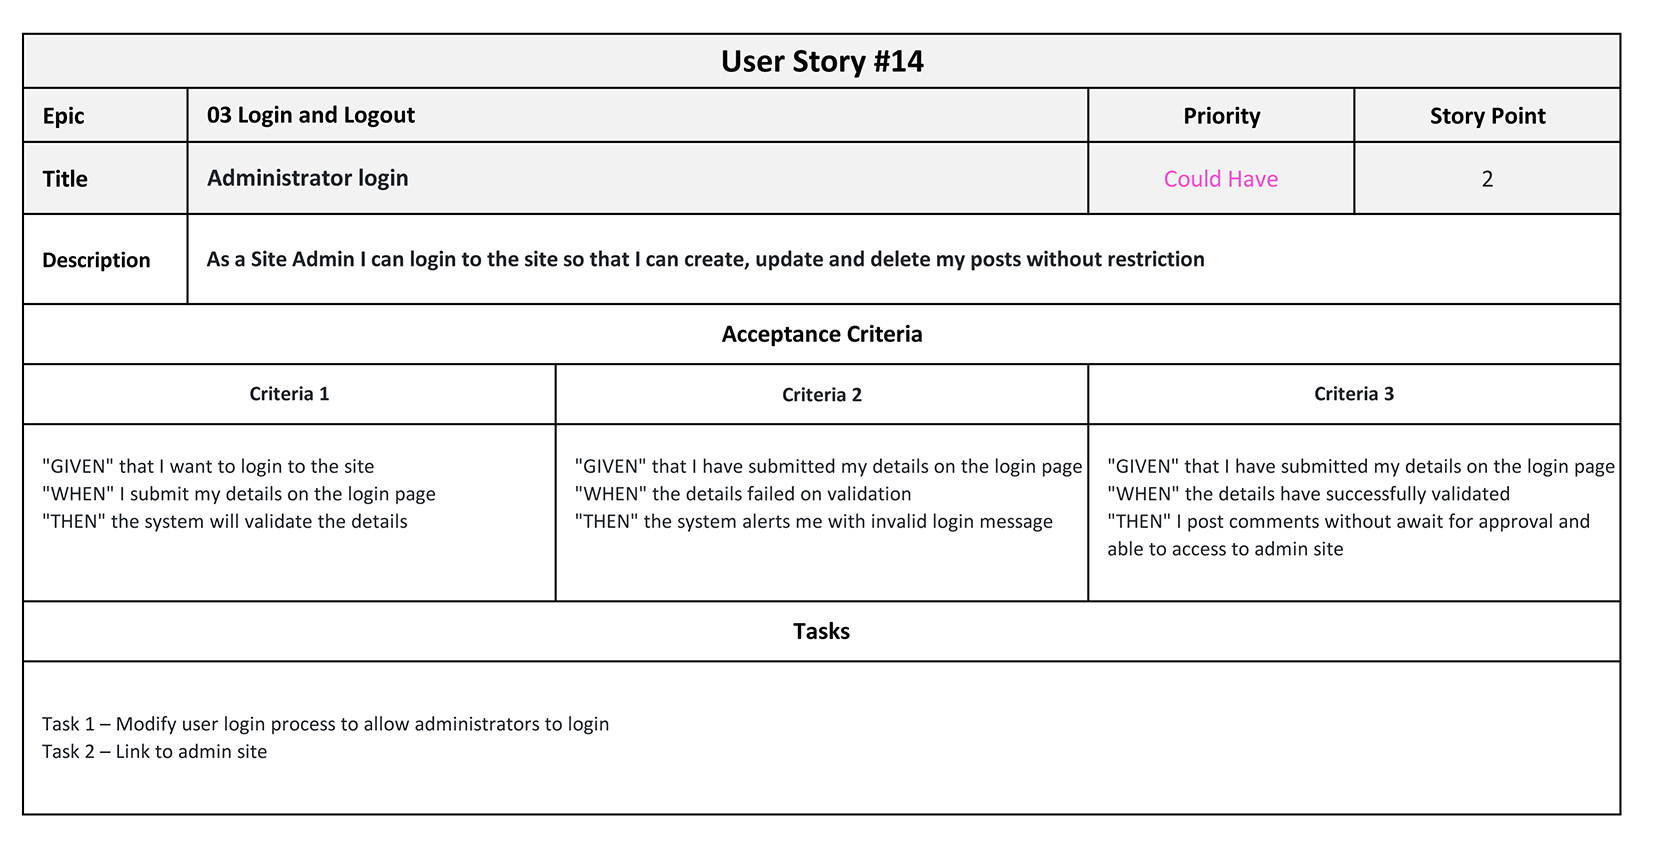 User Story #14
Epic
03 Login and Logout
Priority
Story Point
Title
Administrator login
Could Have
2
Description
As a Site Admin I can login to the site so that I can create, update and delete my posts without restriction
Acceptance Criteria
Criteria 1
Criteria 2
Criteria 3
"GIVEN" that I want to login to the site
"WHEN" I submit my details on the login page
"THEN" the system will validate the details
"GIVEN" that I have submitted my details on the login page
"WHEN" the details failed on validation
"THEN" the system alerts me with invalid login message
"GIVEN" that I have submitted my details on the login page
"WHEN" the details have successfully validated
"THEN" I post comments without await for approval and
able to access to admin site
Tasks
Task 1 – Modify user login process to allow administrators to login
Task 2 – Link to admin site